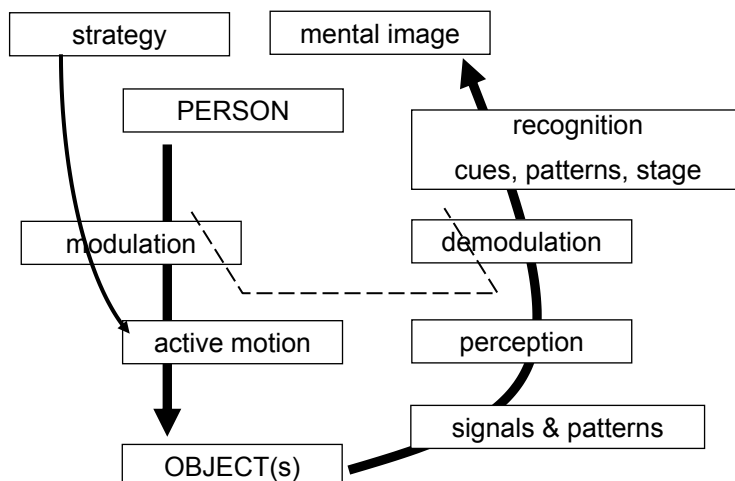 strategy
mental image
PERSON
recognition
cues, patterns, stage
modulation
demodulation
active motion
perception
signals & patterns
OBJECT(s)